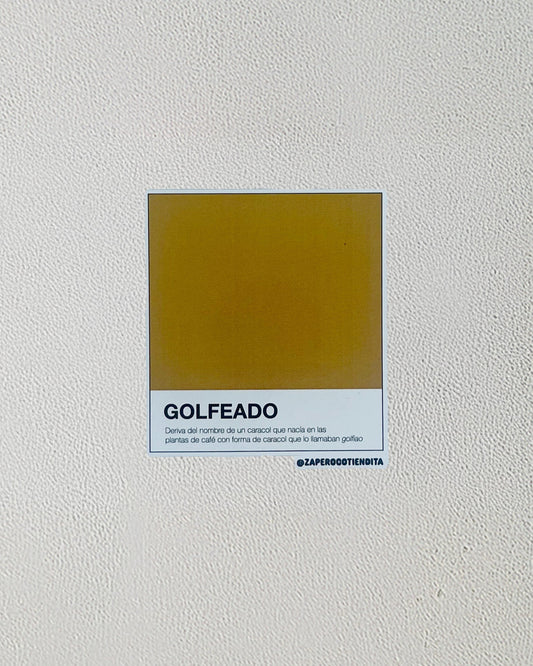 GOLFEADO
Deriva del nombre de un caracol que nacía en las
plantas de café con forma de caracol que lo llamaban golfiao
@ZAPEROCOTIENDITA